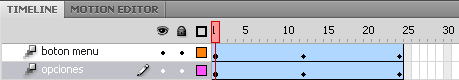 TIMELINE MOTION EDITOR
1 5 10 15 20 25 30
boton menu
opciones